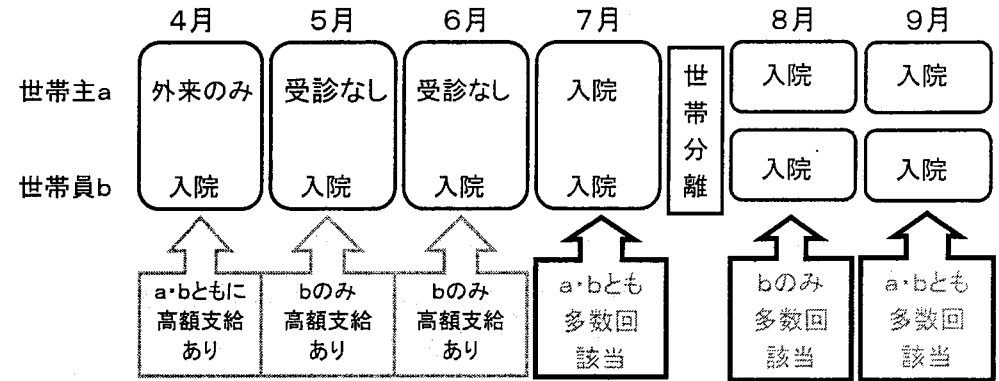 4月 5月 6月 7月 8月 9月
世帯主a 外来のみ 受診なし 受診なし 入院 入院 入院
世帯分離
世帯員b 入院 入院 入院 入院 入院 入院
a・bともに
高額支給
あり
bのみ
高額支給
あり
bのみ
高額支給
あり
a・bとも
多数回
該当
bのみ
多数回
該当
a・bとも
多数回
該当